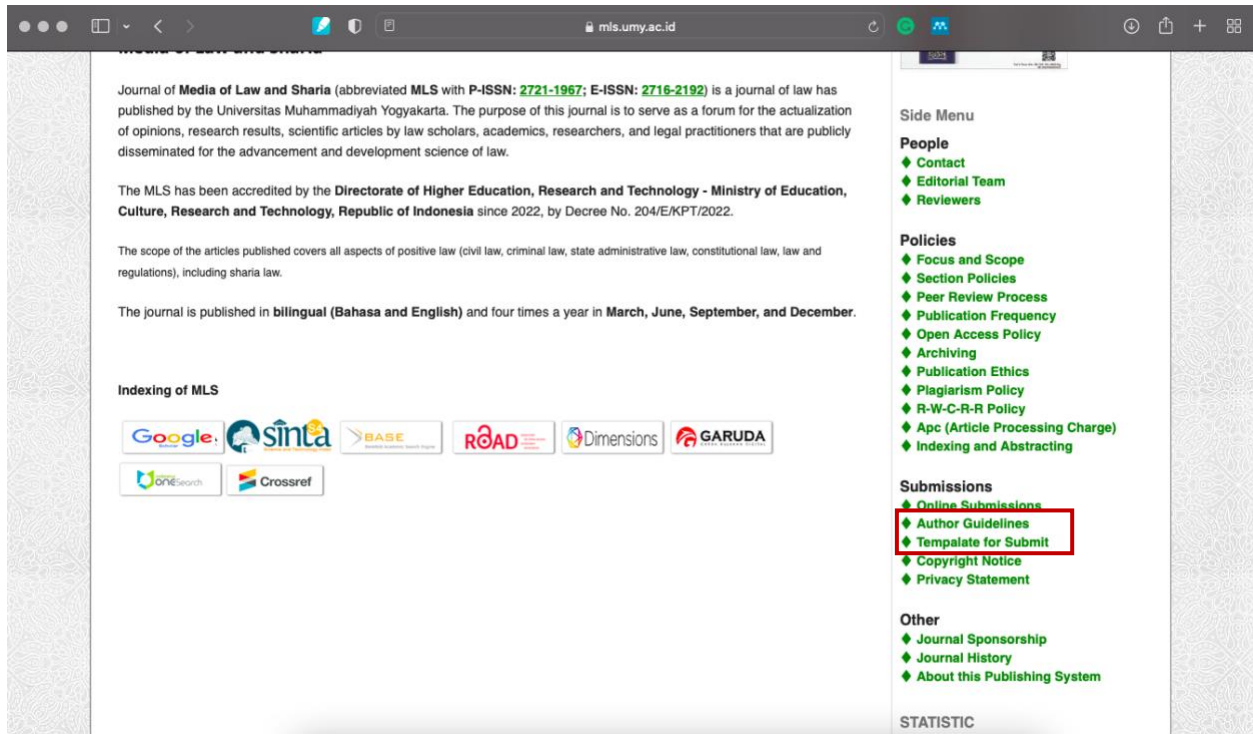 mls.umy.ac.id
Media of Law and Sharia
Journal of Media of Law and Sharia (abbreviated MLS with P-ISSN: 2721-1967; E-ISSN: 2716-2192) is a journal of law has
published by the Universitas Muhammadiyah Yogyakarta. The purpose of this journal is to serve as a forum for the actualization
of opinions, research results, scientific articles by law scholars, academics, researchers, and legal practitioners that are publicly
disseminated for the advancement and development science of law.
The MLS has been accredited by the Directorate of Higher Education, Research and Technology - Ministry of Education,
Culture, Research and Technology, Republic of Indonesia since 2022, by Decree No. 204/E/KPT/2022.
The scope of the articles published covers all aspects of positive law (civil law, criminal law, state administrative law, constitutional law, law and
regulations), including sharia law.
The journal is published in bilingual (Bahasa and English) and four times a year in March, June, September, and December.
Indexing of MLS
Google
sinta S4
BASE
ROAD
Dimensions
GARUDA
oneSearch
Crossref
Side Menu
People
Contact
Editorial Team
Reviewers
Policies
Focus and Scope
Section Policies
Peer Review Process
Publication Frequency
Open Access Policy
Archiving
Publication Ethics
Plagiarism Policy
R-W-C-R-R Policy
Apc (Article Processing Charge)
Indexing and Abstracting
Submissions
Online Submissions
Author Guidelines
Tempalate for Submit
Copyright Notice
Privacy Statement
Other
Journal Sponsorship
Journal History
About this Publishing System
STATISTIC